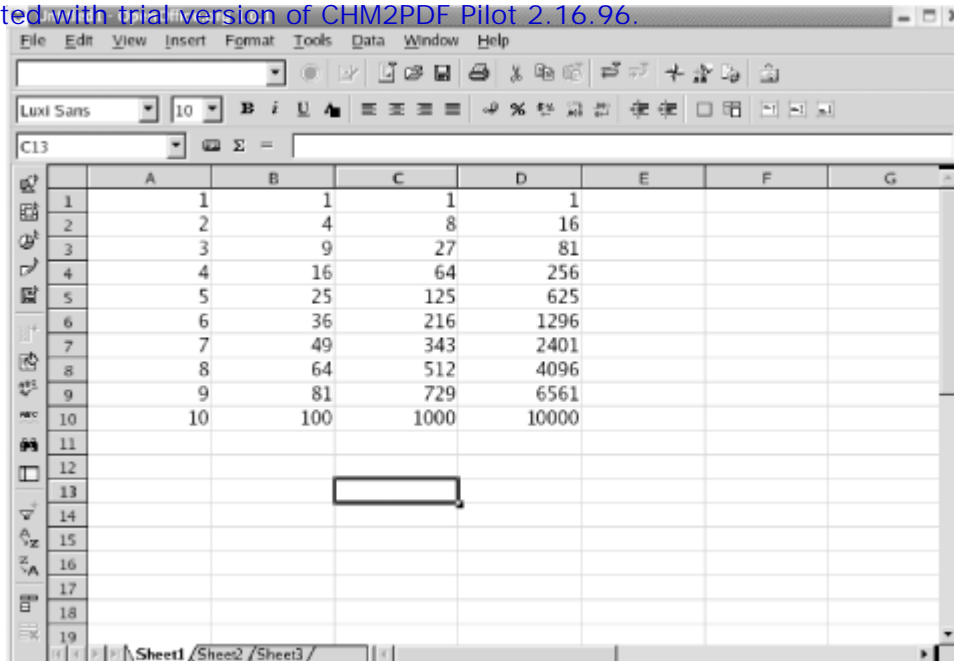 ted with trial version of CHM2PDF Pilot 2.16.96.
File Edit View Insert Format Tools Data Window Help
Luxi Sans 10 B i U A % 
C13 Σ =
A B C D E F G
1 1 1 1 1
2 2 4 8 16
3 3 9 27 81
4 4 16 64 256
5 5 25 125 625
6 6 36 216 1296
7 7 49 343 2401
8 8 64 512 4096
9 9 81 729 6561
10 10 100 1000 10000
11
12
13
14
15
16
17
18
19
Sheet1 Sheet2 Sheet3